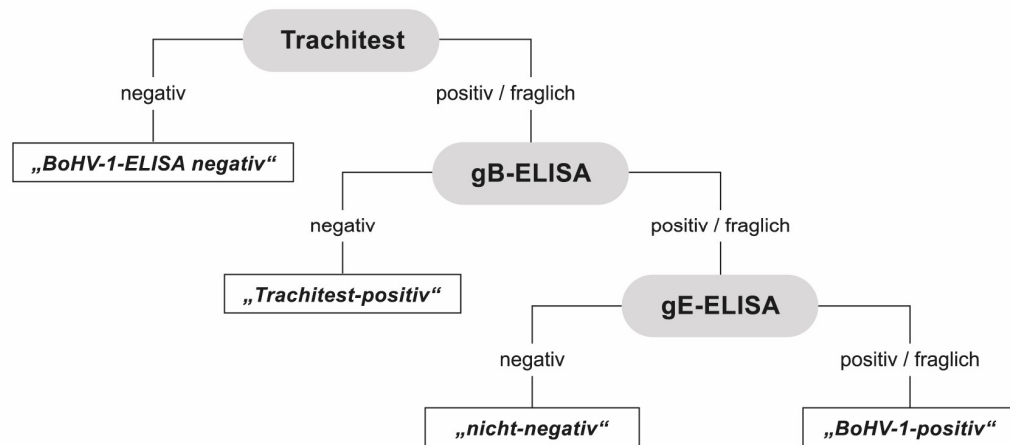 Trachitest
negativ
positiv / fraglich
„BoHV-1-ELISA negativ“
gB-ELISA
negativ
positiv / fraglich
„Trachitest-positiv“
gE-ELISA
negativ
positiv / fraglich
„nicht-negativ“
„BoHV-1-positiv“